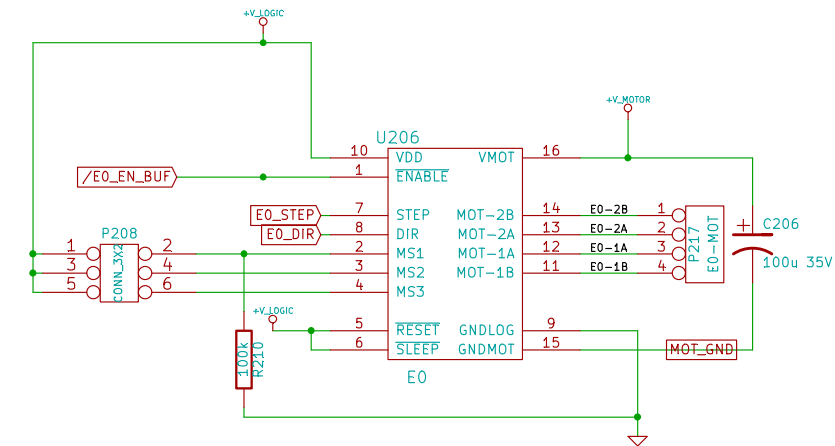 +V_LOGIC
+V_MOTOR
U206
10 VDD VMOT 16
/E0_EN_BUF 1 ENABLE
E0_STEP 7 STEP MOT-2B 14 E0-2B 1
E0_DIR 8 DIR MOT-2A 13 E0-2A 2
P208
1 2 2 MS1 MOT-1A 12 E0-1A 3
3 4 3 MS2 MOT-1B 11 E0-1B 4
5 6 4 MS3
CONN_3X2
P217
E0-MOT
+
C206
100u 35V
+V_LOGIC
5 RESET GNDLOG 9
6 SLEEP GNDMOT 15 MOT_GND
100k
R210
E0